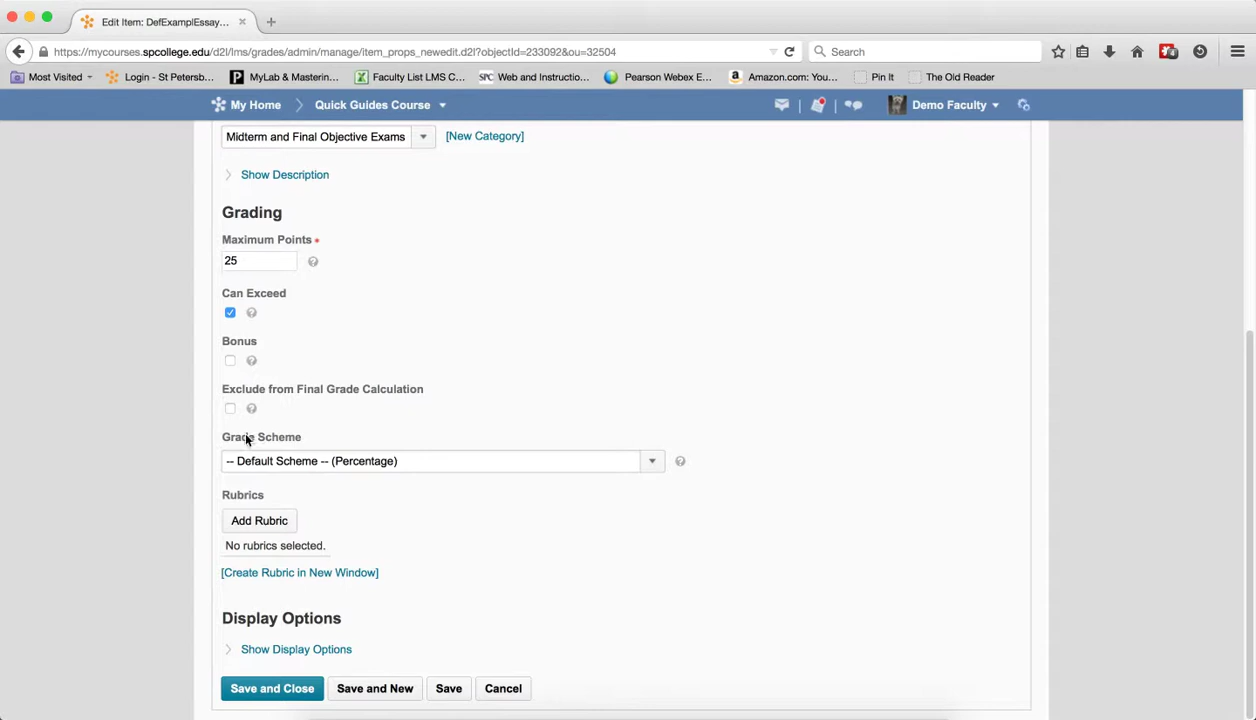 Edit Item: DefExamplEssay...
https://mycourses.spcollege.edu/d2l/lms/grades/admin/manage/item_props_newedit.d2l?objectId=233092&ou=32504
Search
Most Visited
Login - St Petersb...
MyLab & Masterin...
Faculty List LMS C...
SPC
Web and Instructio...
Pearson Webex E...
Amazon.com: You...
Pin It
The Old Reader
My Home
Quick Guides Course
Demo Faculty
Midterm and Final Objective Exams
[New Category]
Show Description
Grading
Maximum Points
25
Can Exceed
Bonus
Exclude from Final Grade Calculation
Grade Scheme
-- Default Scheme -- (Percentage)
Rubrics
Add Rubric
No rubrics selected.
[Create Rubric in New Window]
Display Options
Show Display Options
Save and Close
Save and New
Save
Cancel